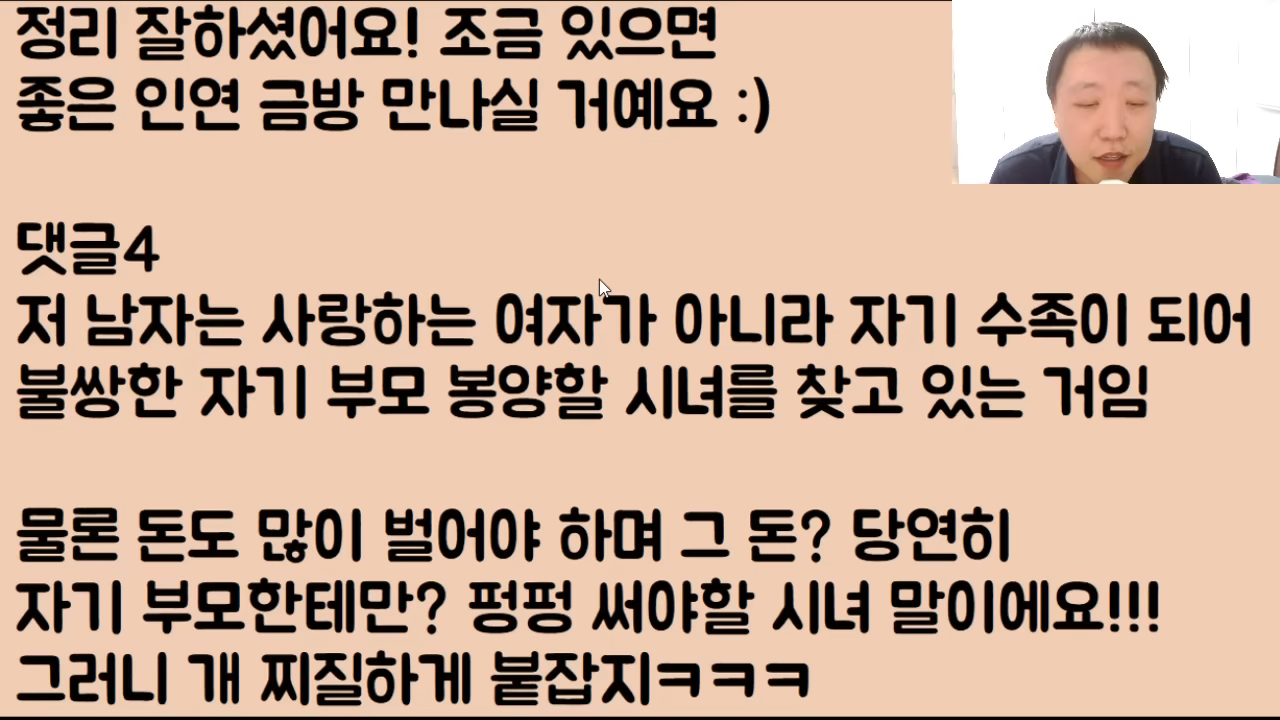 정리 잘하셨어요! 조금 있으면
좋은 인연 금방 만나실 거예요 :)
댓글4
저 남자는 사랑하는 여자가 아니라 자기 수족이 되어
불쌍한 자기 부모 봉양할 시녀를 찾고 있는 거임
물론 돈도 많이 벌어야 하며 그 돈? 당연히
자기 부모한테만? 펑펑 써야할 시녀 말이에요!!!
그러니 개 찌질하게 붙잡지ㅋㅋㅋ